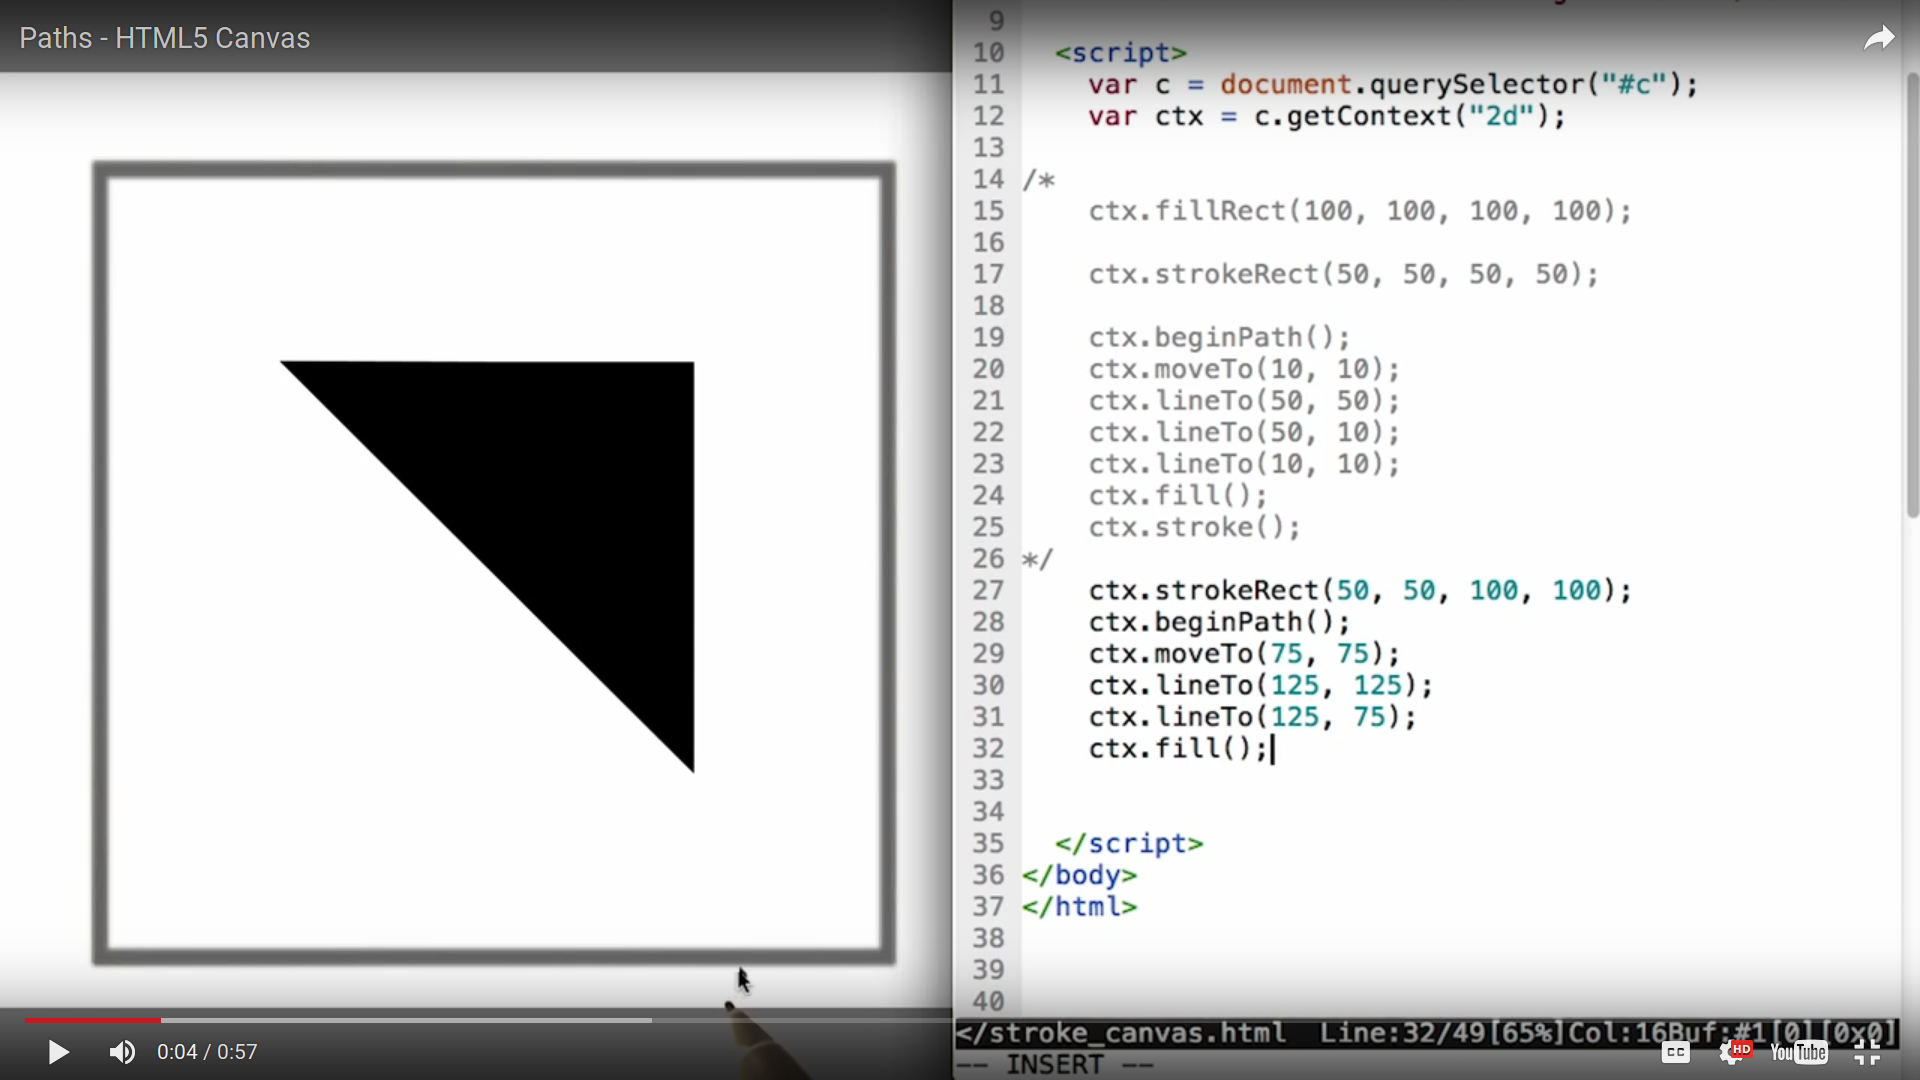 Paths - HTML5 Canvas
9
10 <script>
11 var c = document.querySelector("#c");
12 var ctx = c.getContext("2d");
13
14 /*
15 ctx.fillRect(100, 100, 100, 100);
16
17 ctx.strokeRect(50, 50, 50, 50);
18
19 ctx.beginPath();
20 ctx.moveTo(10, 10);
21 ctx.lineTo(50, 50);
22 ctx.lineTo(50, 10);
23 ctx.lineTo(10, 10);
24 ctx.fill();
25 ctx.stroke();
26 */
27 ctx.strokeRect(50, 50, 100, 100);
28 ctx.beginPath();
29 ctx.moveTo(75, 75);
30 ctx.lineTo(125, 125);
31 ctx.lineTo(125, 75);
32 ctx.fill();
33
34
35 </script>
36 </body>
37 </html>
38
39
40
</stroke_canvas.html Line:32/49[65%]Col:16Buf:#1[0][0x0]
-- INSERT --
0:04 / 0:57
CC
HD
YouTube